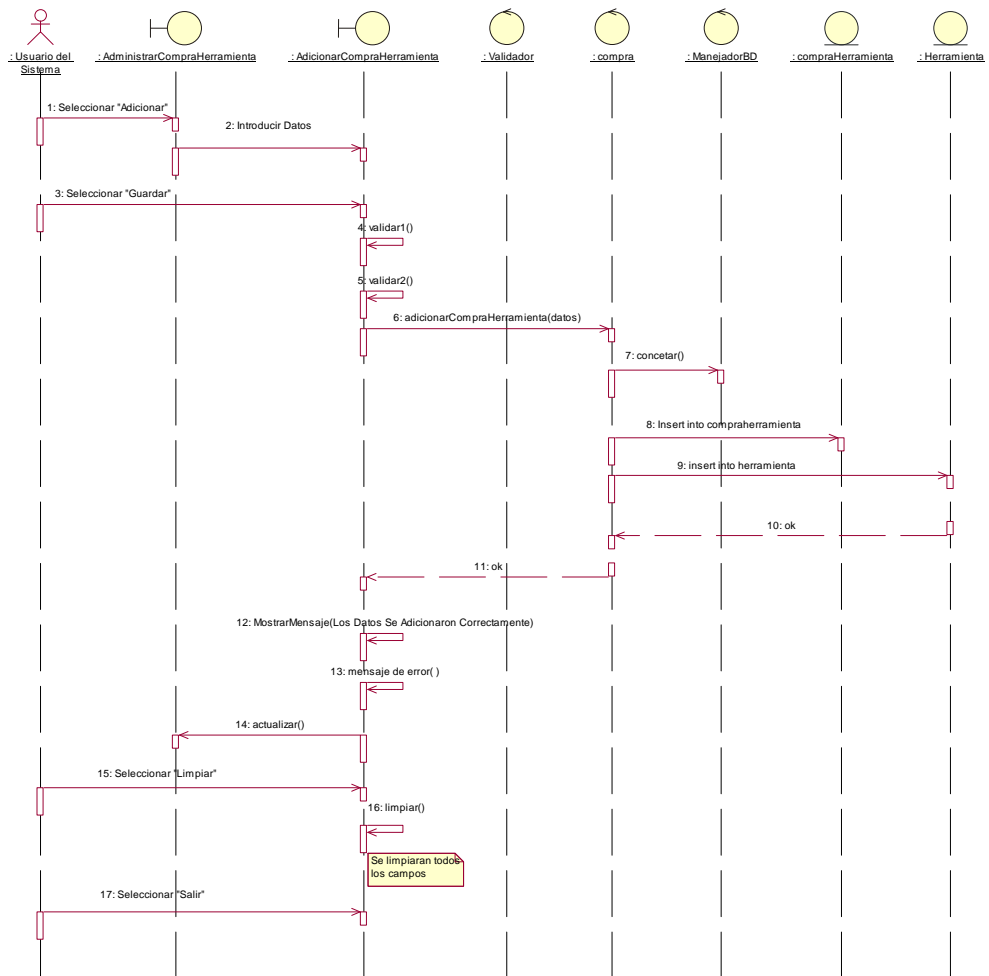 : Usuario del
Sistema
: AdministrarCompraHerramienta
: AdicionarCompraHerramienta
: Validador
: compra
: ManejadorBD
: compraHerramienta
: Herramienta
1: Seleccionar "Adicionar"
2: Introducir Datos
3: Seleccionar "Guardar"
4: validar1()
5: validar2()
6: adicionarCompraHerramienta(datos)
7: concetar()
8: Insert into compraherramienta
9: insert into herramienta
10: ok
11: ok
12: MostrarMensaje(Los Datos Se Adicionaron Correctamente)
13: mensaje de error( )
14: actualizar()
15: Seleccionar "Limpiar"
16: limpiar()
Se limpiaran todos
los campos
17: Seleccionar "Salir"